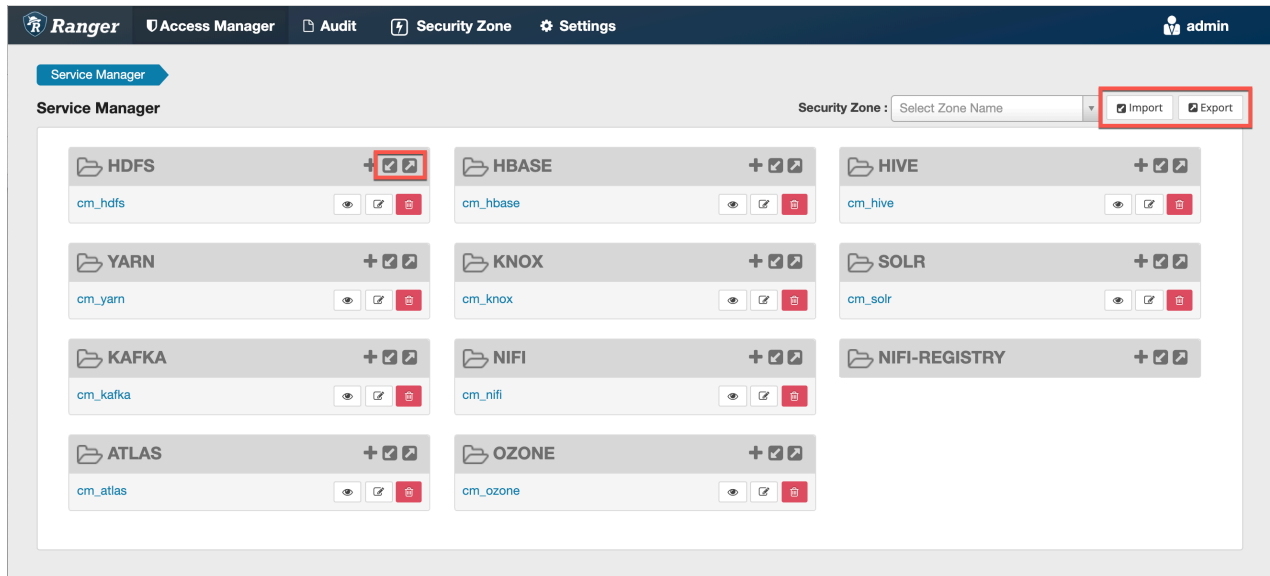 Ranger Access Manager Audit Security Zone Settings admin
Service Manager
Service Manager Security Zone : Select Zone Name Import Export
HDFS HBASE HIVE
cm_hdfs cm_hbase cm_hive
YARN KNOX SOLR
cm_yarn cm_knox cm_solr
KAFKA NIFI NIFI-REGISTRY
cm_kafka cm_nifi
ATLAS OZONE
cm_atlas cm_ozone